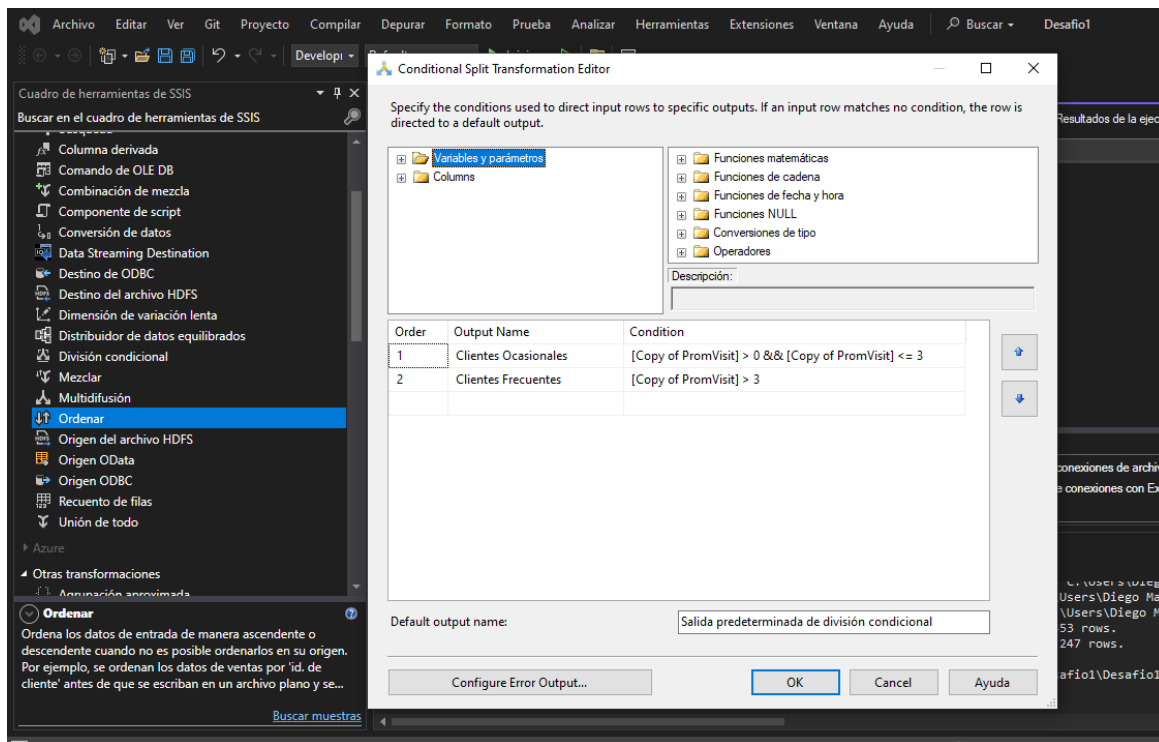 Archivo Editar Ver Git Proyecto Compilar Depurar Formato Prueba Analizar Herramientas Extensiones Ventana Ayuda Buscar Desafio1
Developi
Cuadro de herramientas de SSIS
Buscar en el cuadro de herramientas de SSIS
Columna derivada
Comando de OLE DB
Combinación de mezcla
Componente de script
Conversión de datos
Data Streaming Destination
Destino de ODBC
Destino del archivo HDFS
Dimensión de variación lenta
Distribuidor de datos equilibrados
División condicional
Mezclar
Multidifusión
Ordenar
Origen del archivo HDFS
Origen OData
Origen ODBC
Recuento de filas
Unión de todo
Azure
Otras transformaciones
Agrupación aproximada
Ordenar
Ordena los datos de entrada de manera ascendente o
descendente cuando no es posible ordenarlos en su origen.
Por ejemplo, se ordenan los datos de ventas por 'id. de
cliente' antes de que se escriban en un archivo plano y se...
Buscar muestras
Conditional Split Transformation Editor
Specify the conditions used to direct input rows to specific outputs. If an input row matches no condition, the row is
directed to a default output.
Variables y parámetros
Columns
Funciones matemáticas
Funciones de cadena
Funciones de fecha y hora
Funciones NULL
Conversiones de tipo
Operadores
Descripción:
Order Output Name Condition
1 Clientes Ocasionales [Copy of PromVisit] > 0 && [Copy of PromVisit] <= 3
2 Clientes Frecuentes [Copy of PromVisit] > 3
Default output name: Salida predeterminada de división condicional
Configure Error Output... OK Cancel Ayuda
Resultados de la ejec
conexiones de archi
e conexiones con Ex
Users\Diego Ma
\Users\Diego M
53 rows.
247 rows.
afio1\Desafio1